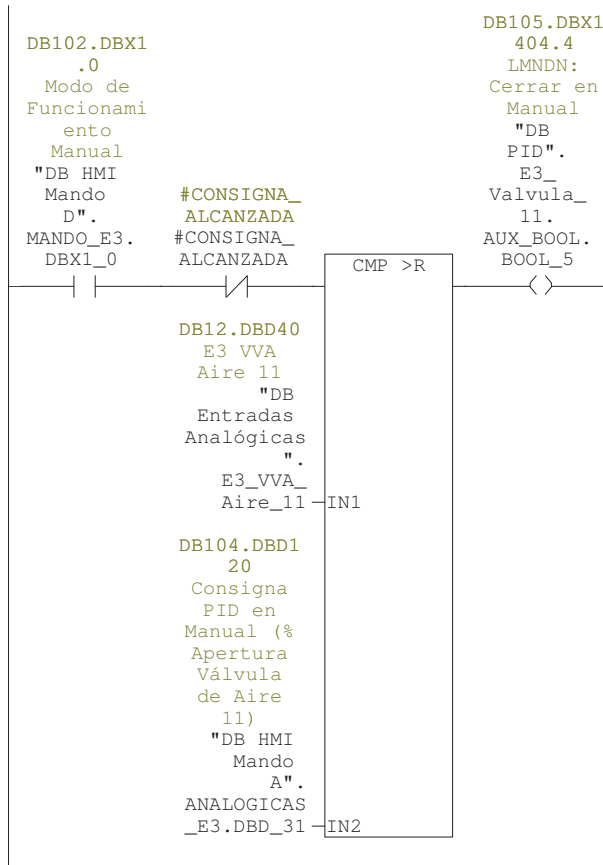 DB102.DBX1
.0
Modo de
Funcionami
ento
Manual
"DB HMI
Mando
D".
MANDO_E3.
DBX1_0
#CONSIGNA_
ALCANZADA
#CONSIGNA_
ALCANZADA
CMP >R
DB105.DBX1
404.4
LMNDN:
Cerrar en
Manual
"DB
PID".
E3_
Valvula_
11.
AUX_BOOL.
BOOL_5
DB12.DBD40
E3 VVA
Aire 11
"DB
Entradas
Analógicas
".
E3_VVA_
Aire_11
IN1
DB104.DBD1
20
Consigna
PID en
Manual (%
Apertura
Válvula
de Aire
11)
"DB HMI
Mando
A".
ANALOGICAS
_E3.DBD_31
IN2